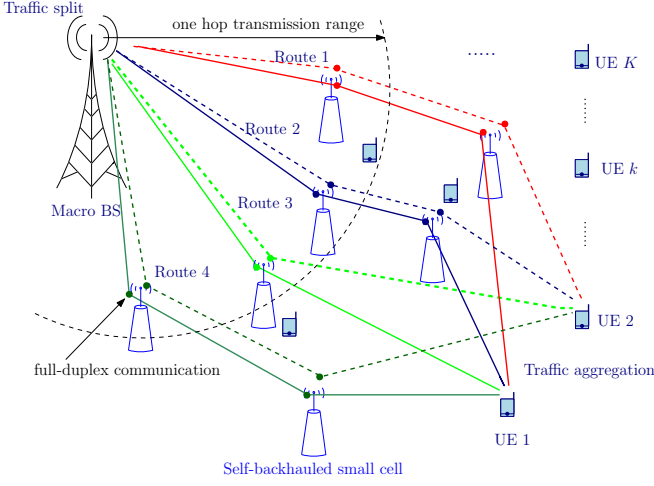 Traffic split
one hop transmission range
Route 1
.....
UE K
Route 2
UE k
Macro BS
Route 3
Route 4
UE 2
full-duplex communication
Traffic aggregation
UE 1
Self-backhauled small cell